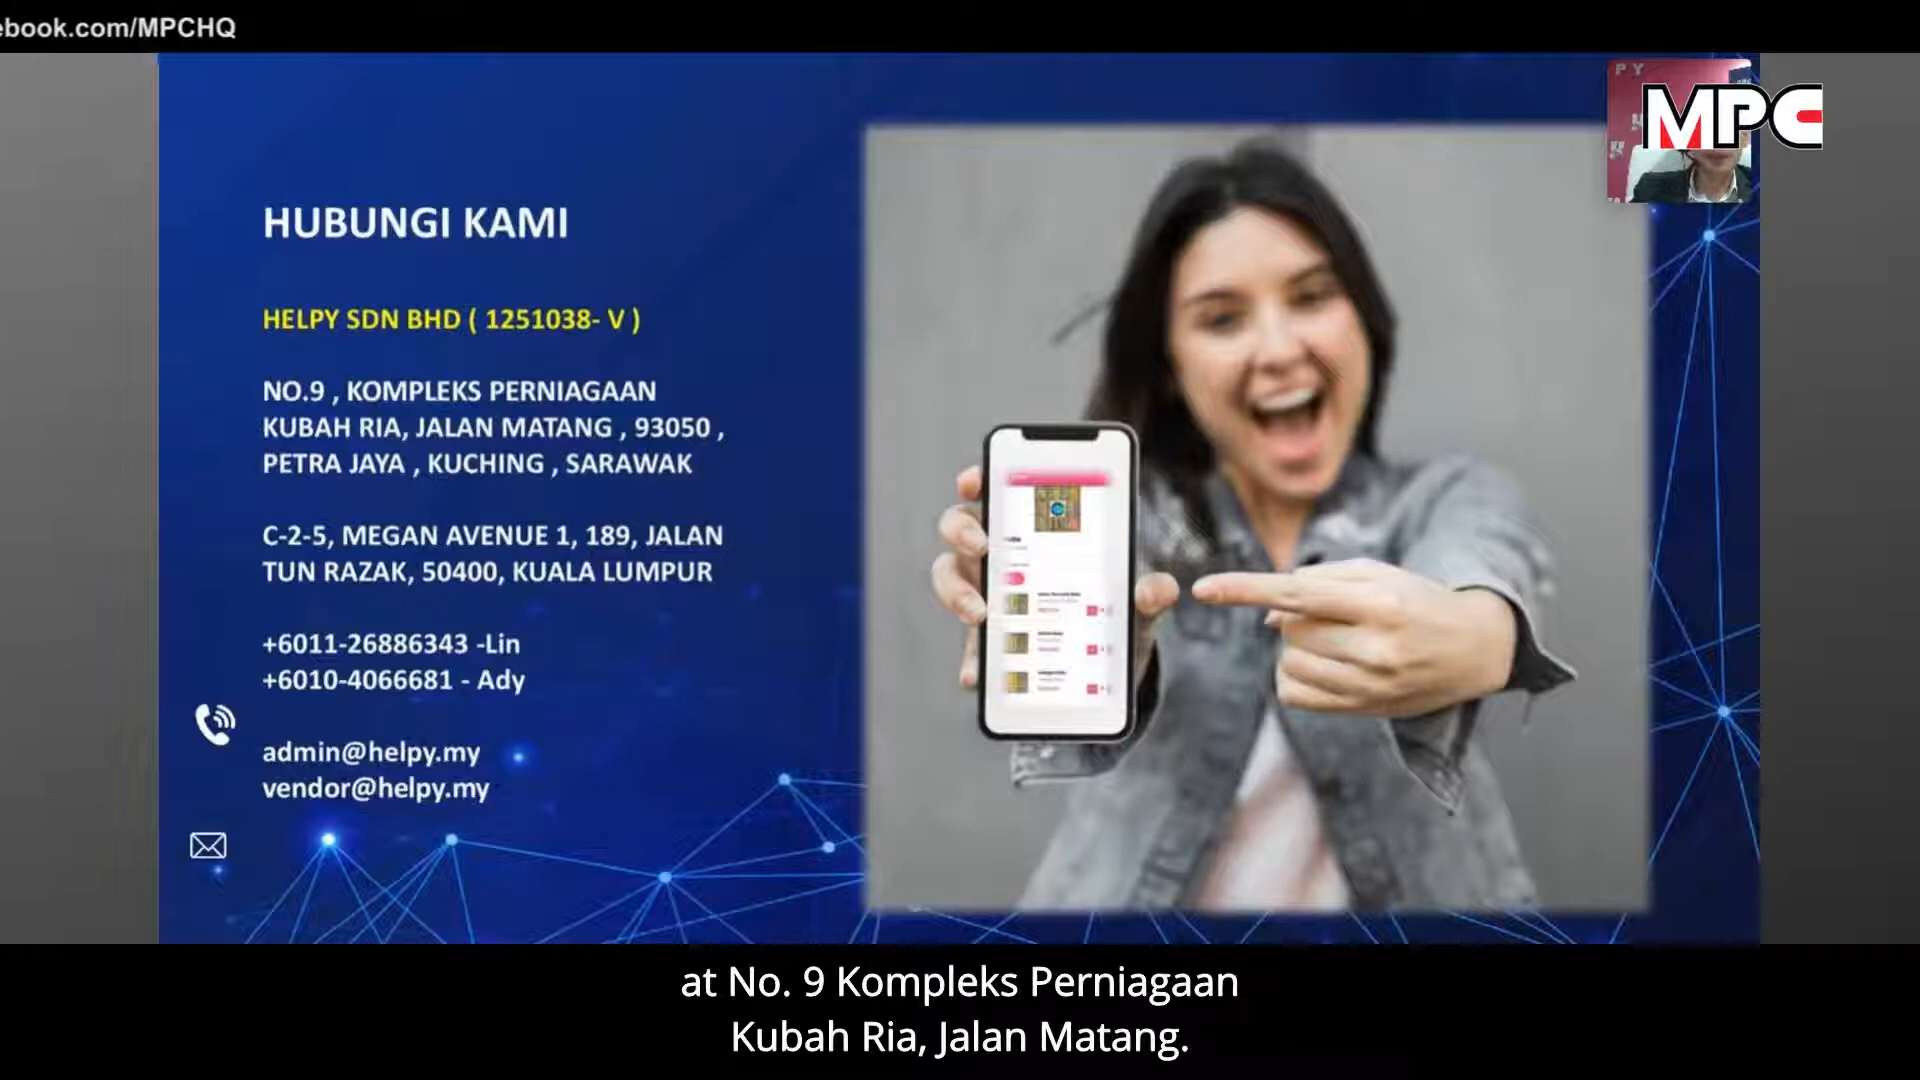 ebook.com/MPCHQ
P Y
MPC
HUBUNGI KAMI
HELPY SDN BHD ( 1251038- V )
NO.9 , KOMPLEKS PERNIAGAAN
KUBAH RIA, JALAN MATANG , 93050 ,
PETRA JAYA , KUCHING , SARAWAK
C-2-5, MEGAN AVENUE 1, 189, JALAN
TUN RAZAK, 50400, KUALA LUMPUR
+6011-26886343 -Lin
+6010-4066681 - Ady
admin@helpy.my
vendor@helpy.my
at No. 9 Kompleks Perniagaan
Kubah Ria, Jalan Matang.